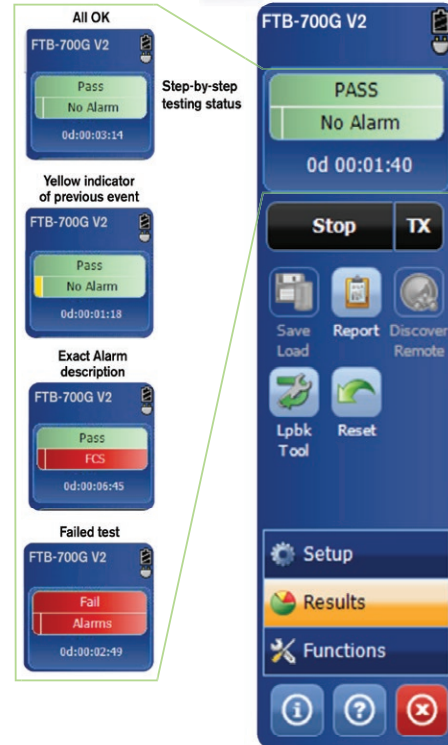 All OK
FTB-700G V2
Pass
No Alarm
0d:00:03:14
Step-by-step
testing status
Yellow indicator
of previous event
FTB-700G V2
Pass
No Alarm
0d:00:01:18
Exact Alarm
description
FTB-700G V2
Pass
FCS
0d:00:06:45
Failed test
FTB-700G V2
Fail
Alarms
0d:00:02:49
FTB-700G V2
PASS
No Alarm
0d 00:01:40
Stop TX
Save
Load
Report
Discover
Remote
Lpbk
Tool
Reset
Setup
Results
Functions